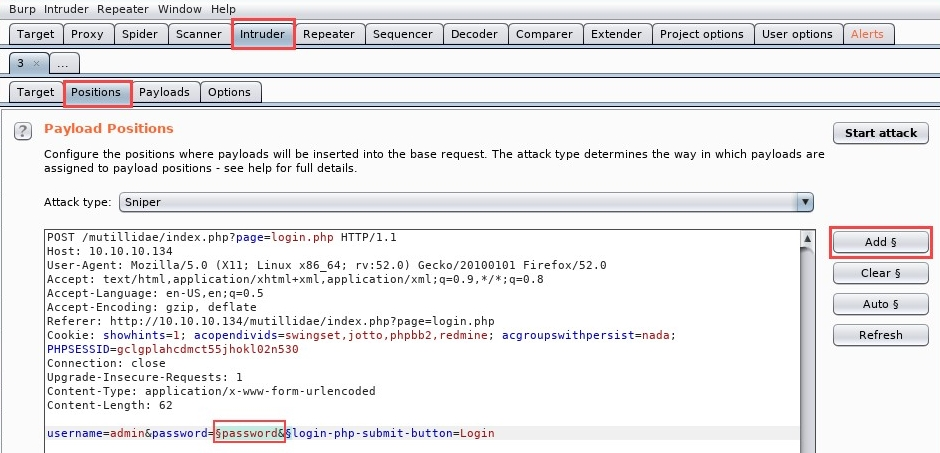 Burp Intruder Repeater Window Help
Target Proxy Spider Scanner Intruder Repeater Sequencer Decoder Comparer Extender Project options User options Alerts
3 × ...
Target Positions Payloads Options
? Payload Positions Start attack
Configure the positions where payloads will be inserted into the base request. The attack type determines the way in which payloads are
assigned to payload positions - see help for full details.
Attack type: Sniper
POST /mutillidae/index.php?page=login.php HTTP/1.1
Add §
Host: 10.10.10.134
User-Agent: Mozilla/5.0 (X11; Linux x86_64; rv:52.0) Gecko/20100101 Firefox/52.0
Accept: text/html,application/xhtml+xml,application/xml;q=0.9,*/*;q=0.8
Clear §
Accept-Language: en-US,en;q=0.5
Accept-Encoding: gzip, deflate
Auto §
Referer: http://10.10.10.134/mutillidae/index.php?page=login.php
Cookie: showhints=1; acopendivids=swingset,jotto,phpbb2,redmine; acgroupswithpersist=nada;
Refresh
PHPSESSID=gclgplahcdmct55jhokl02n530
Connection: close
Upgrade-Insecure-Requests: 1
Content-Type: application/x-www-form-urlencoded
Content-Length: 62
username=admin&password=§password&§login-php-submit-button=Login